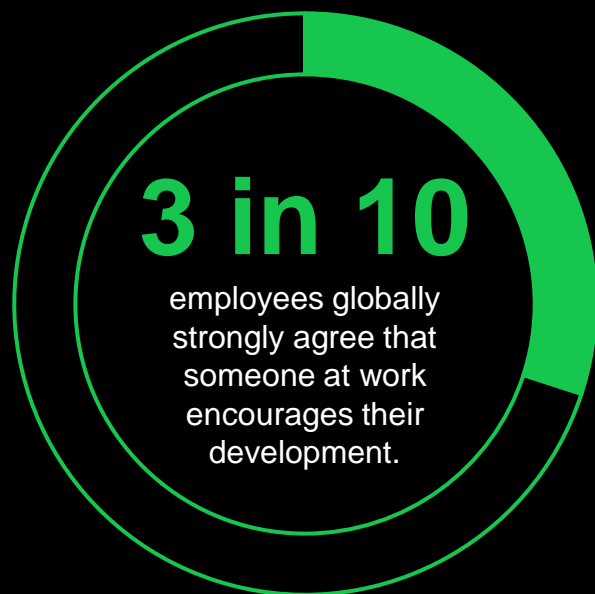 3 in 10
employees globally
strongly agree that
someone at work
encourages their
development.